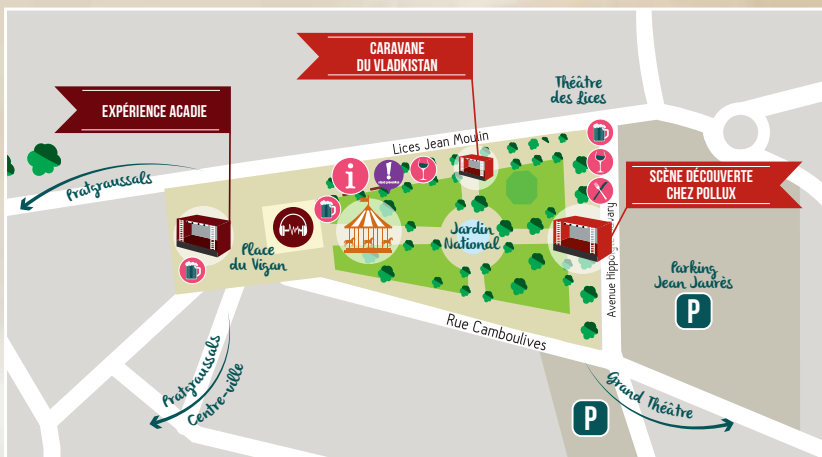 CARAVANE
DU VLADKISTAN
EXPÉRIENCE ACADIE
Théâtre
des Lices
Lices Jean Moulin
SCÈNE DÉCOUVERTE
CHEZ POLLUX
Pratgraussals
i
!
Place
du Vigan
Jardin
National
Avenue
Parking
Jean Jaurès
P
Rue Camboulives
Pratgraussals
Centre-ville
Grand Théâtre
P